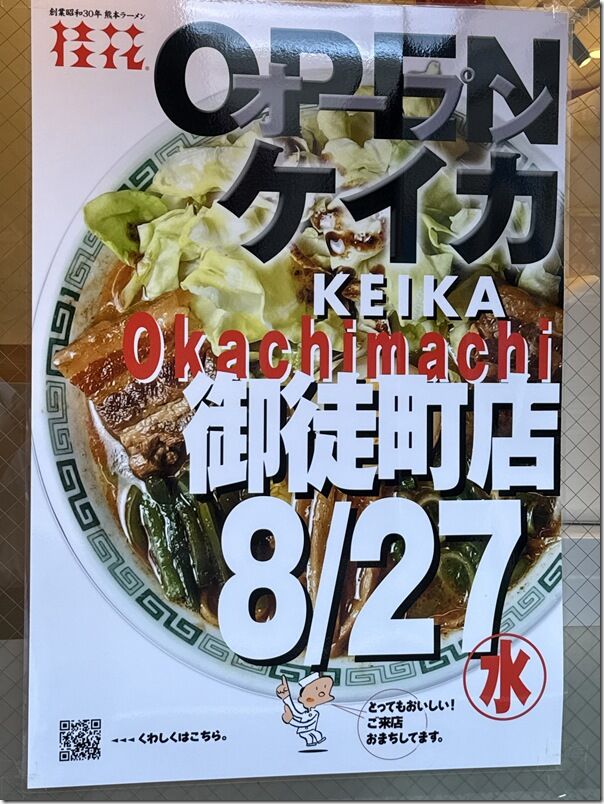 創業昭和30年 熊本ラーメン
桂花
OPEN
オープン
ケイカ
KEIKA
Okachimachi
御徒町店
8/27
水
とってもおいしい!
ご来店
おまちしてます。
◄◄◄ くわしくはこちら。